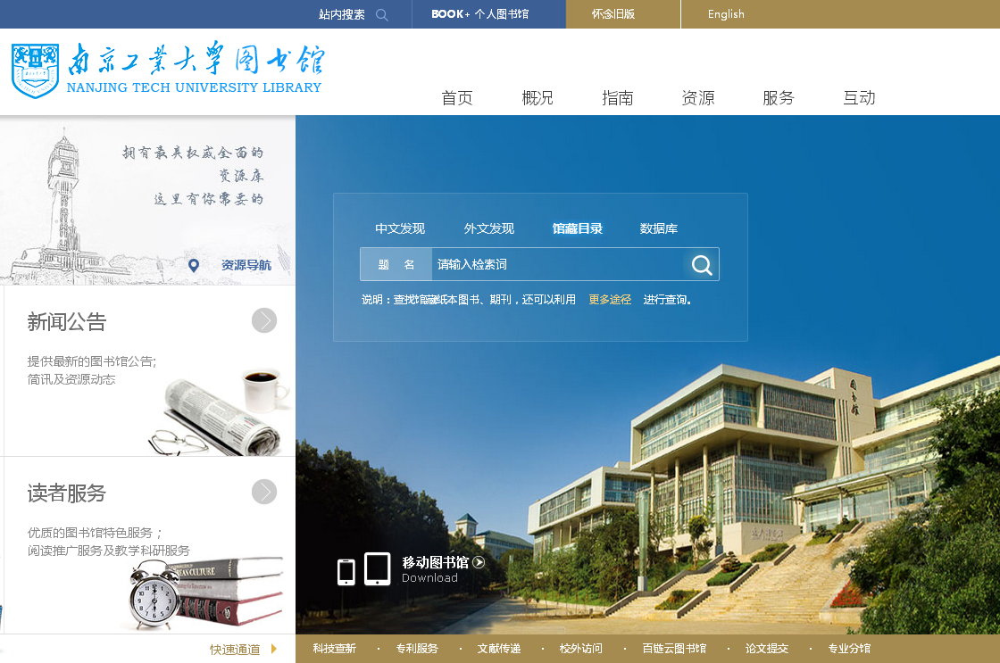 站内搜索
BOOK+ 个人图书馆
怀念旧版
English
南京工业大学图书馆
NANJING TECH UNIVERSITY LIBRARY
首页 概况 指南 资源 服务 互动
拥有最具权威全面的
资源库
这里有你需要的
资源导航
中文发现 外文发现 馆藏目录 数据库
题 名 请输入检索词
说明：查找馆藏纸本图书、期刊，还可以利用 更多途径 进行查询。
新闻公告
提供最新的图书馆公告;
简讯及资源动态
读者服务
优质的图书馆特色服务；
阅读推广服务及教学科研服务
CULTURE
图书馆
移动图书馆
Download
快速通道
科技查新 · 专利服务 · 文献传递 · 校外访问 · 百链云图书馆 · 论文提交 · 专业分馆